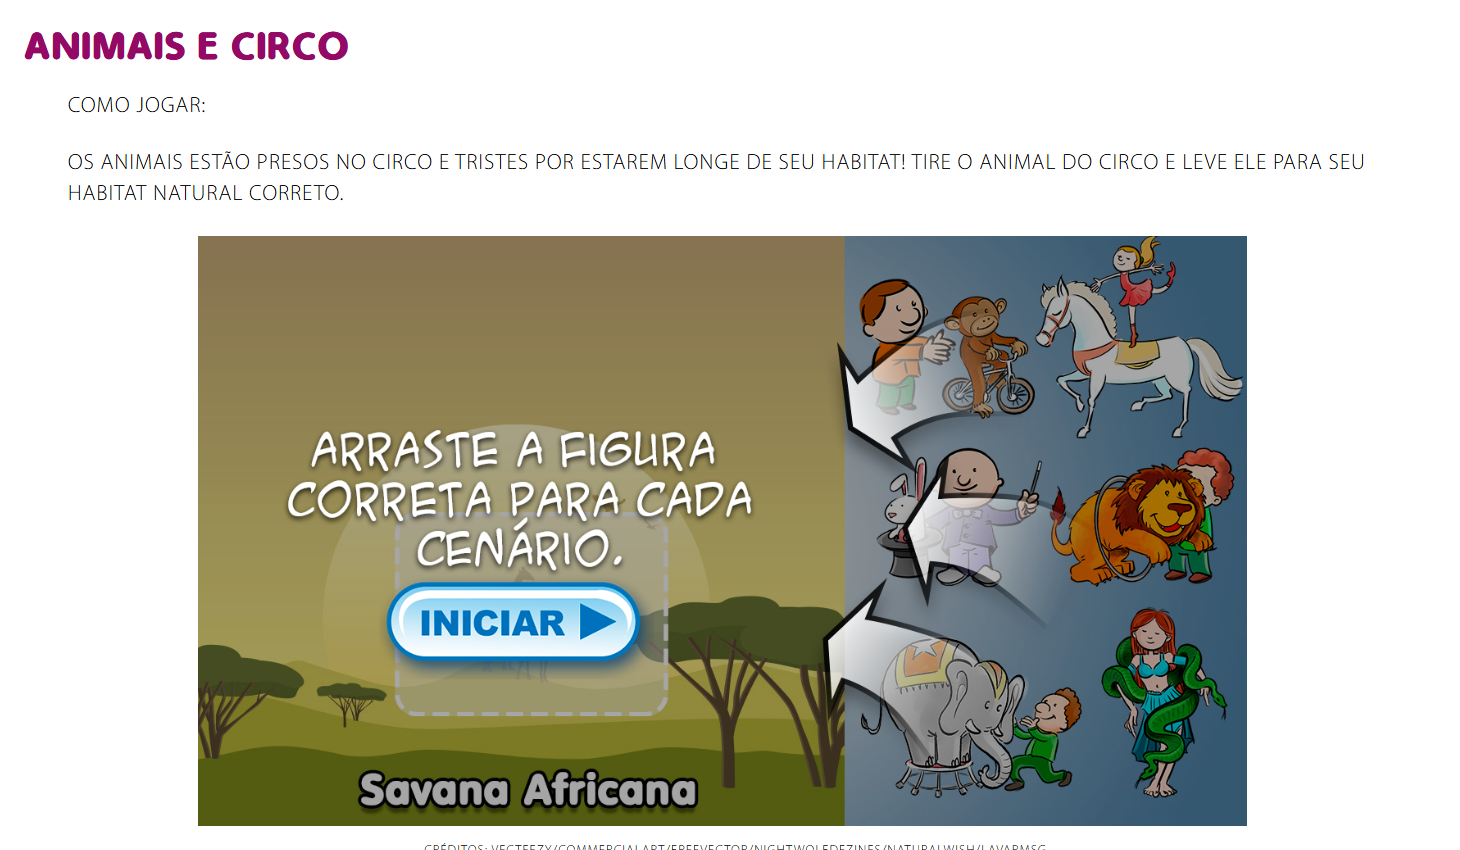 ANIMAIS E CIRCO
COMO JOGAR:
OS ANIMAIS ESTÃO PRESOS NO CIRCO E TRISTES POR ESTAREM LONGE DE SEU HABITAT! TIRE O ANIMAL DO CIRCO E LEVE ELE PARA SEU
HABITAT NATURAL CORRETO.
ARRASTE A FIGURA
CORRETA PARA CADA
CENÁRIO.
INICIAR
Savana Africana
CRÉDITOS: VECTEEZY/COMMERCIALART/FREEVECTOR/NIGHTWOLFDEZINES/NATURALWISH/LAVARMSG